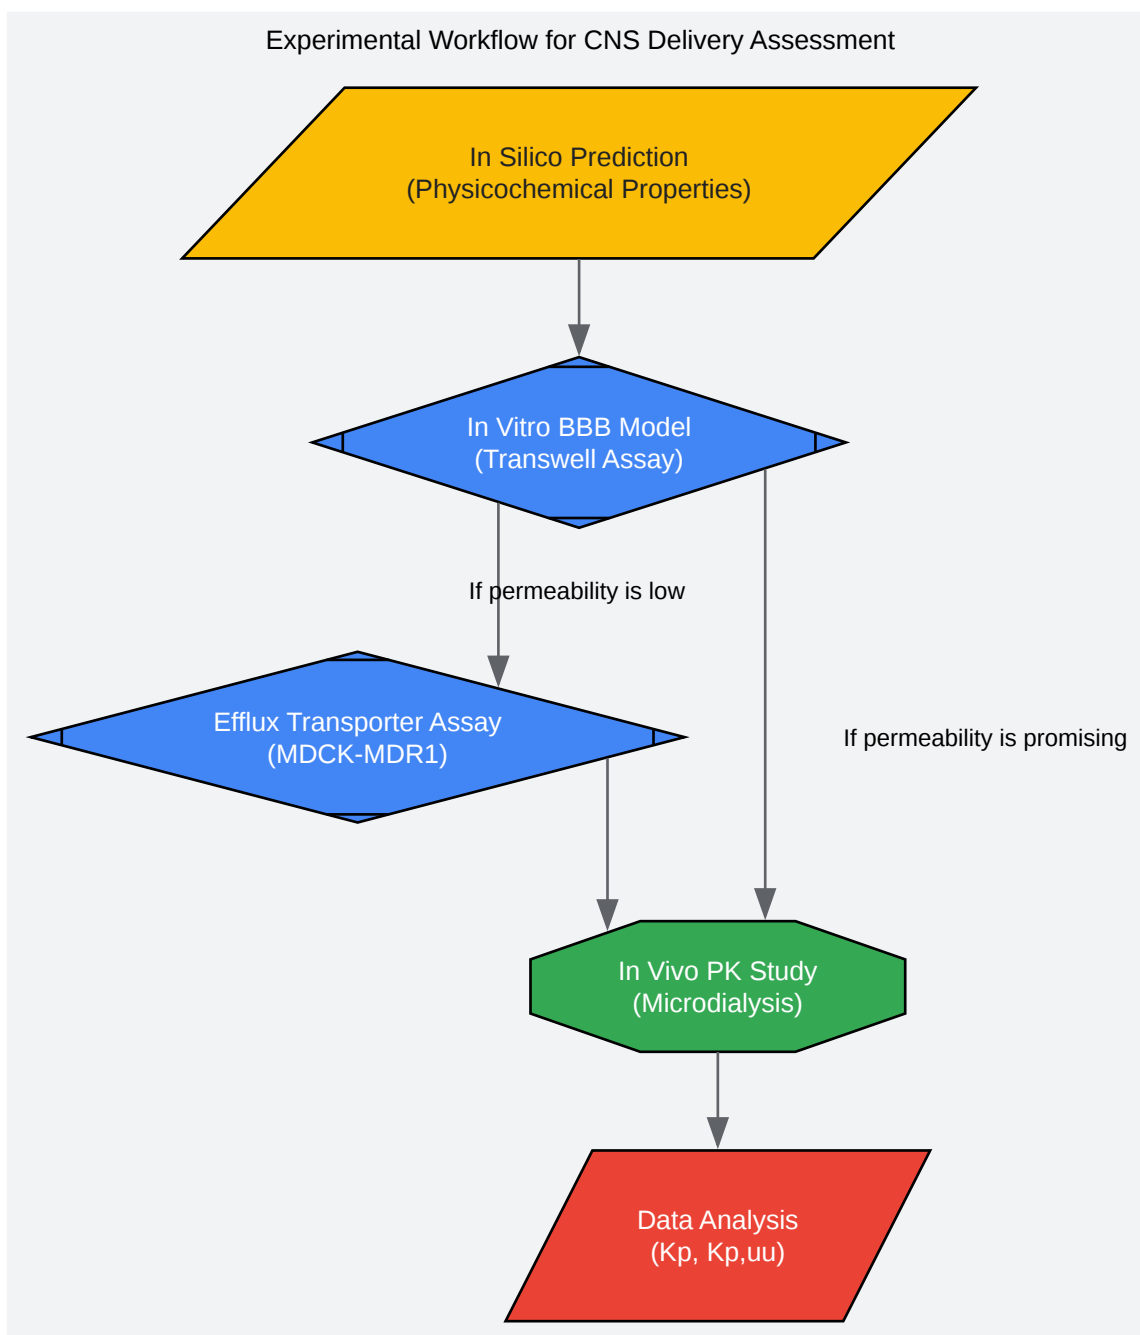 Experimental Workflow for CNS Delivery Assessment
In Silico Prediction
(Physicochemical Properties)
In Vitro BBB Model
(Transwell Assay)
If permeability is low
Efflux Transporter Assay
(MDCK-MDR1)
If permeability is promising
In Vivo PK Study
(Microdialysis)
Data Analysis
(Kp, Kp,uu)